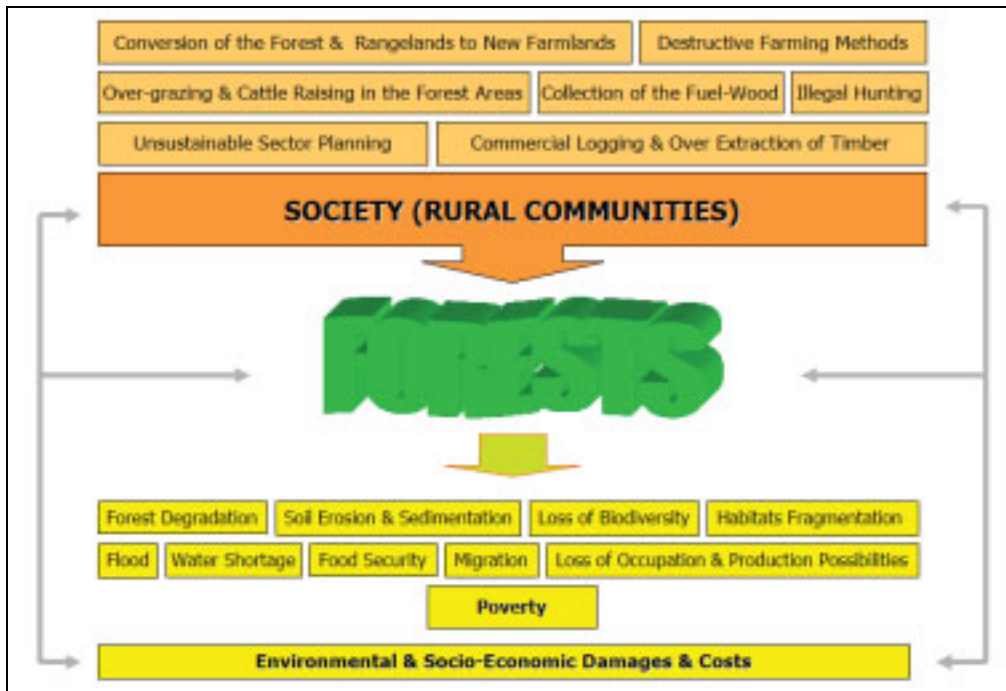 Conversion of the Forest & Rangelands to New Farmlands
Destructive Farming Methods
Over-grazing & Cattle Raising in the Forest Areas
Collection of the Fuel-Wood
Illegal Hunting
Unsustainable Sector Planning
Commercial Logging & Over Extraction of Timber
SOCIETY (RURAL COMMUNITIES)
FORESTS
Forest Degradation
Soil Erosion & Sedimentation
Loss of Biodiversity
Habitats Fragmentation
Flood
Water Shortage
Food Security
Migration
Loss of Occupation & Production Possibilities
Poverty
Environmental & Socio-Economic Damages & Costs